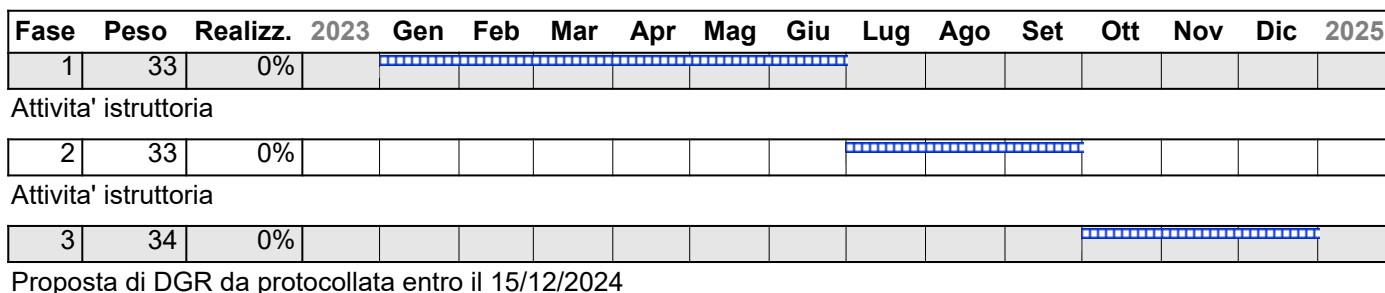 Fase Peso Realizz. 2023 Gen Feb Mar Apr Mag Giu Lug Ago Set Ott Nov Dic 2025
1 33 0%
Attivita' istruttoria
2 33 0%
Attivita' istruttoria
3 34 0%
Proposta di DGR da protocollata entro il 15/12/2024